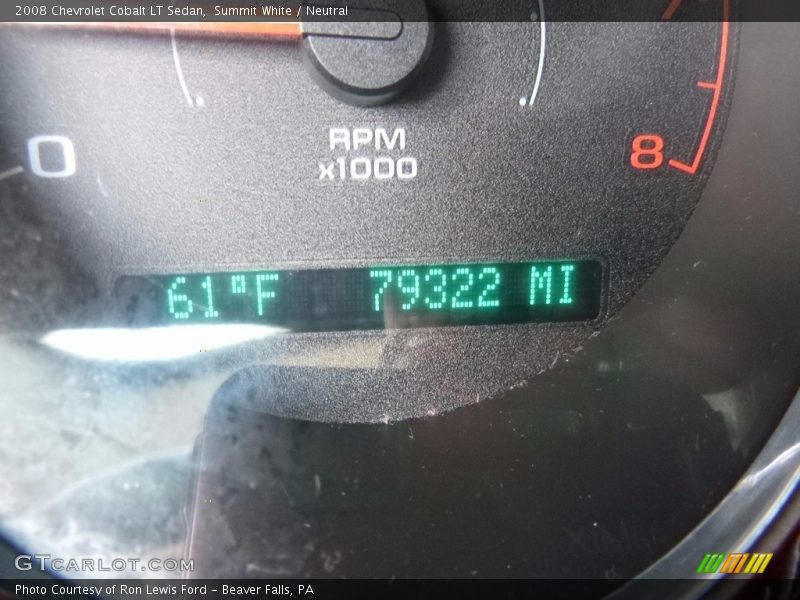 2008 Chevrolet Cobalt LT Sedan,  Summit White / Neutral
0
RPM
x1000
8
61°F 79322 MI
GTCARLOT.COM
Photo Courtesy of Ron Lewis Ford - Beaver Falls, PA